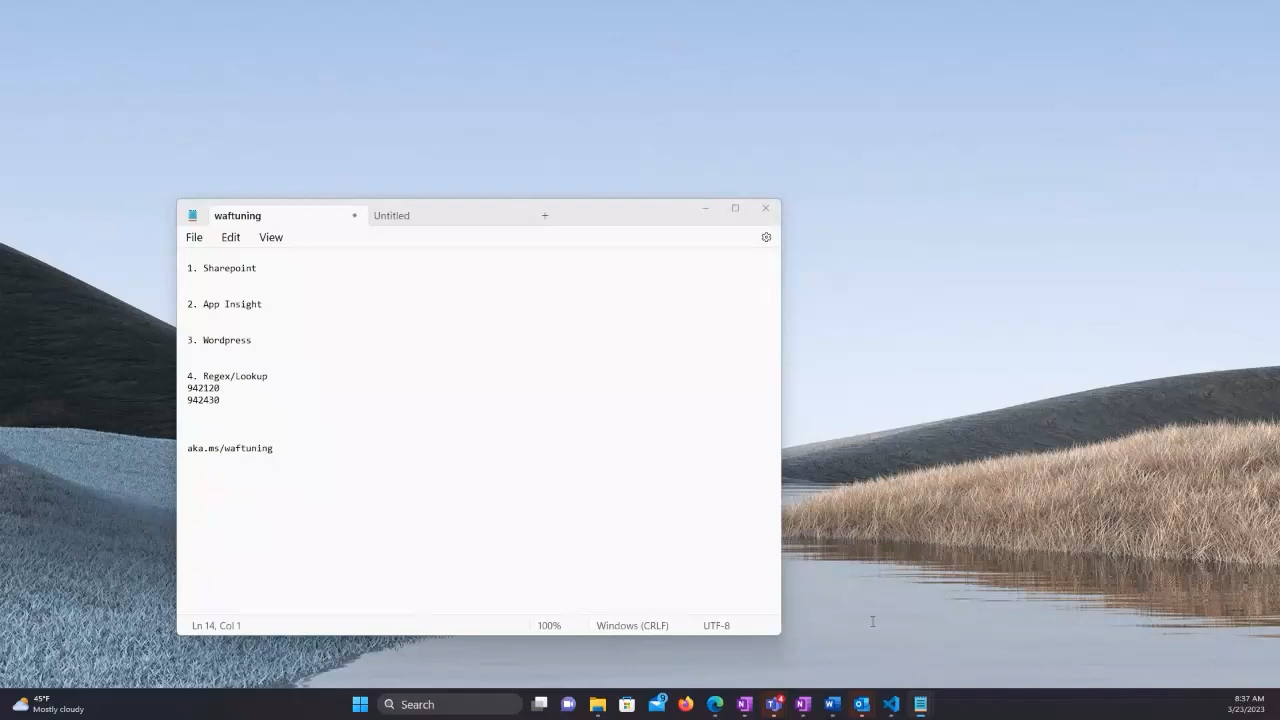 waftuning
Untitled
File Edit View
1. Sharepoint
2. App Insight
3. Wordpress
4. Regex/Lookup
942120
942430
aka.ms/waftuning
Ln 14, Col 1 100% Windows (CRLF) UTF-8
45°F
Mostly cloudy
Search
9
4
8:37 AM
3/23/2023